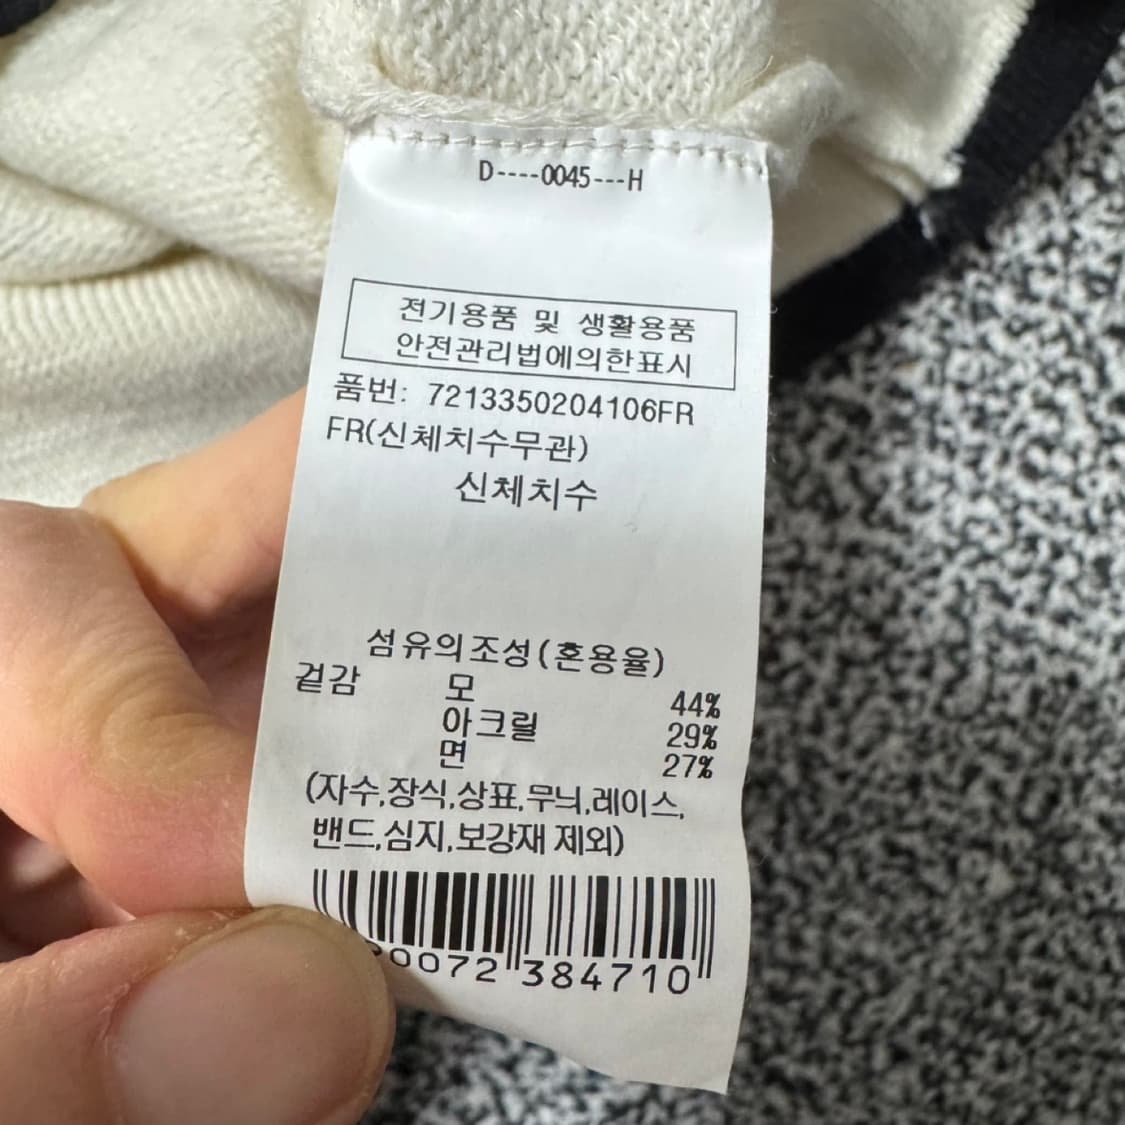 D----0045---H
전기용품 및 생활용품
안전관리법에의한표시
품번: 7213350204106FR
FR(신체치수무관)
신체치수
섬유의조성(혼용율)
겉감 모 44%
아크릴 29%
면 27%
(자수,장식,상표,무늬,레이스,
밴드,심지,보강재 제외)
0072 384710